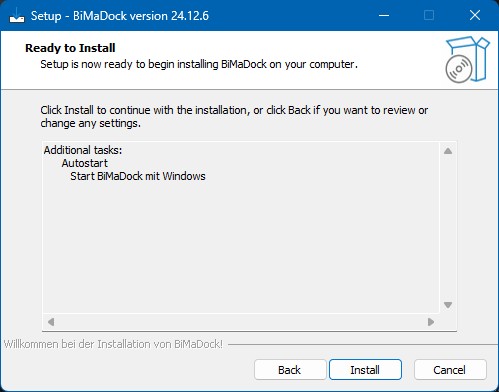 Setup - BiMaDock version 24.12.6
Ready to Install
Setup is now ready to begin installing BiMaDock on your computer.
Click Install to continue with the installation, or click Back if you want to review or
change any settings.
Additional tasks:
Autostart
Start BiMaDock mit Windows
Willkommen bei der Installation von BiMaDock!
Back
Install
Cancel